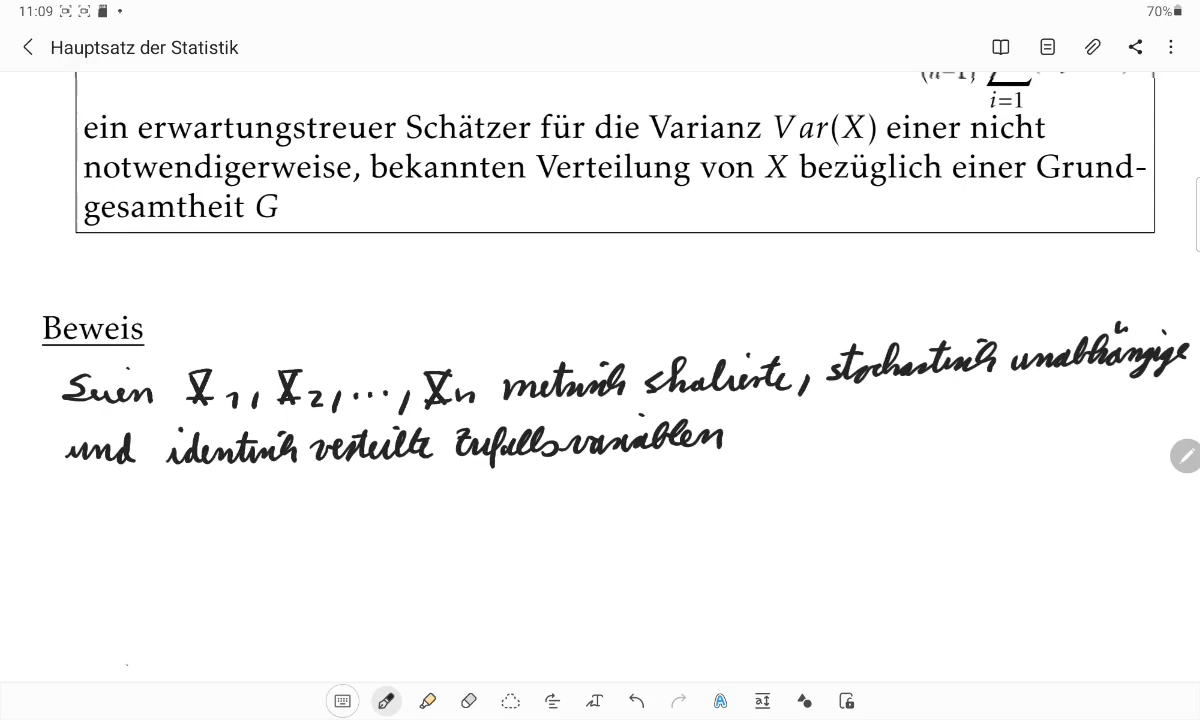 11:09
70%
Hauptsatz der Statistik
(n−1)
i=1
ein erwartungstreuer Schätzer für die Varianz Var(X) einer nicht
notwendigerweise, bekannten Verteilung von X bezüglich einer Grund-
gesamtheit G
Beweis
Seien X1, X2, ..., Xn metrisch skalierte, stochastisch unabhängige
und identisch verteilte Zufallsvariablen